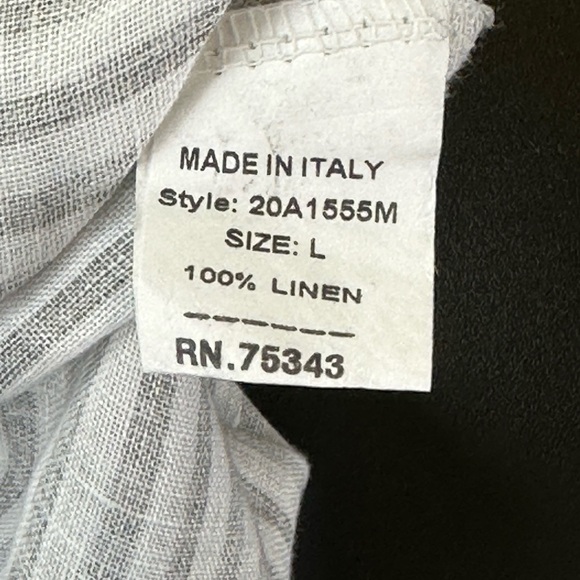 MADE IN ITALY
Style: 20A1555M
SIZE: L
100% LINEN
-------
RN.75343